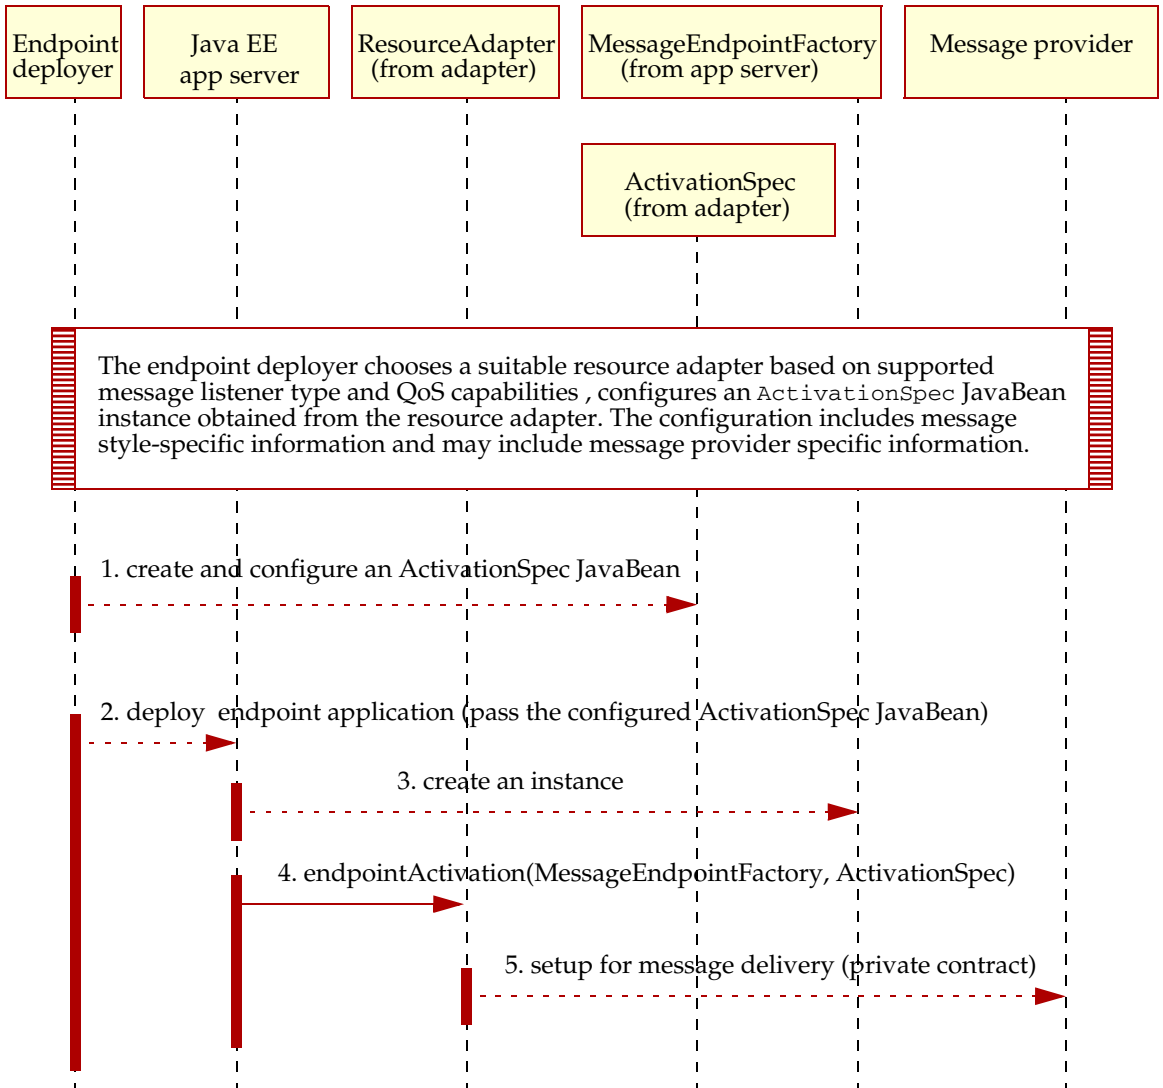 Endpoint
deployer
Java EE
app server
ResourceAdapter
(from adapter)
MessageEndpointFactory
(from app server)
Message provider
ActivationSpec
(from adapter)
The endpoint deployer chooses a suitable resource adapter based on supported
message listener type and QoS capabilities , configures an ActivationSpec JavaBean
instance obtained from the resource adapter. The configuration includes message
style-specific information and may include message provider specific information.
1. create and configure an ActivationSpec JavaBean
2. deploy  endpoint application (pass the configured ActivationSpec JavaBean)
3. create an instance
4. endpointActivation(MessageEndpointFactory, ActivationSpec)
5. setup for message delivery (private contract)